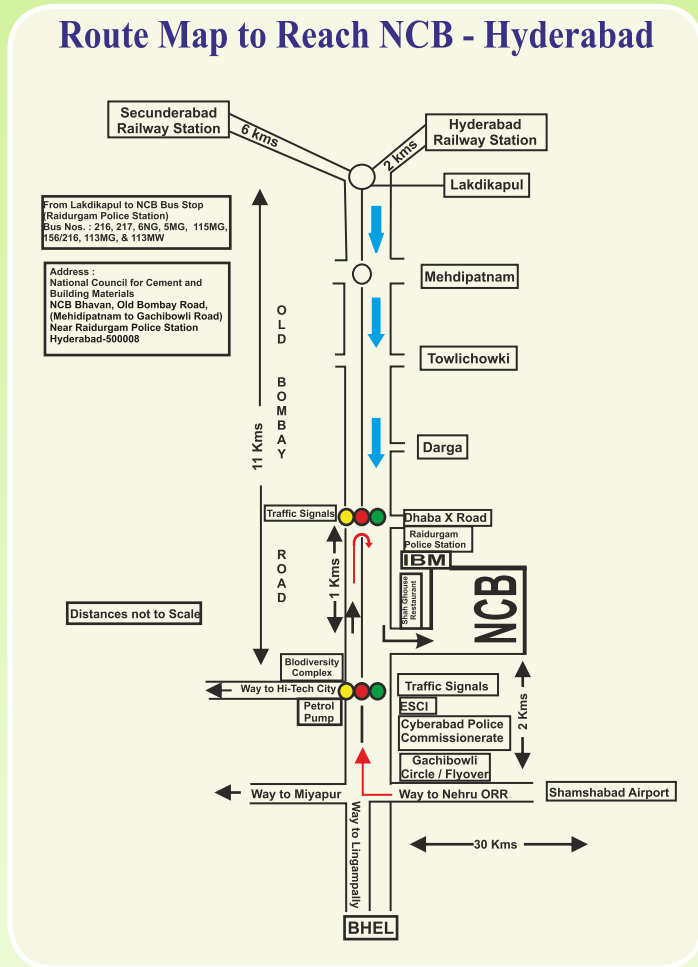 Route Map to Reach NCB - Hyderabad
Secunderabad
Railway Station
6 kms
Hyderabad
Railway Station
2 kms
Lakdikapul
From Lakdikapul to NCB Bus Stop
(Raidurgam Police Station)
Bus Nos. : 216, 217, 6NG, 5MG, 115MG,
156/216, 113MG, & 113MW
Address :
National Council for Cement and
Building Materials
NCB Bhavan, Old Bombay Road,
(Mehidipatnam to Gachibowli Road)
Near Raidurgam Police Station
Hyderabad-500008
Mehdipatnam
OLD BOMBAY ROAD
11 Kms
Towlichowki
Darga
Traffic Signals
Dhaba X Road
Raidurgam
Police Station
IBM
Shah Ghouse
Restaurant
NCB
1 Kms
Distances not to Scale
Blodiversity
Complex
Way to Hi-Tech City
Petrol
Pump
Traffic Signals
ESCI
Cyberabad Police
Commissionerate
2 Kms
Gachibowli
Circle / Flyover
Way to Miyapur
Way to Nehru ORR
Shamshabad Airport
Way to Lingampally
30 Kms
BHEL